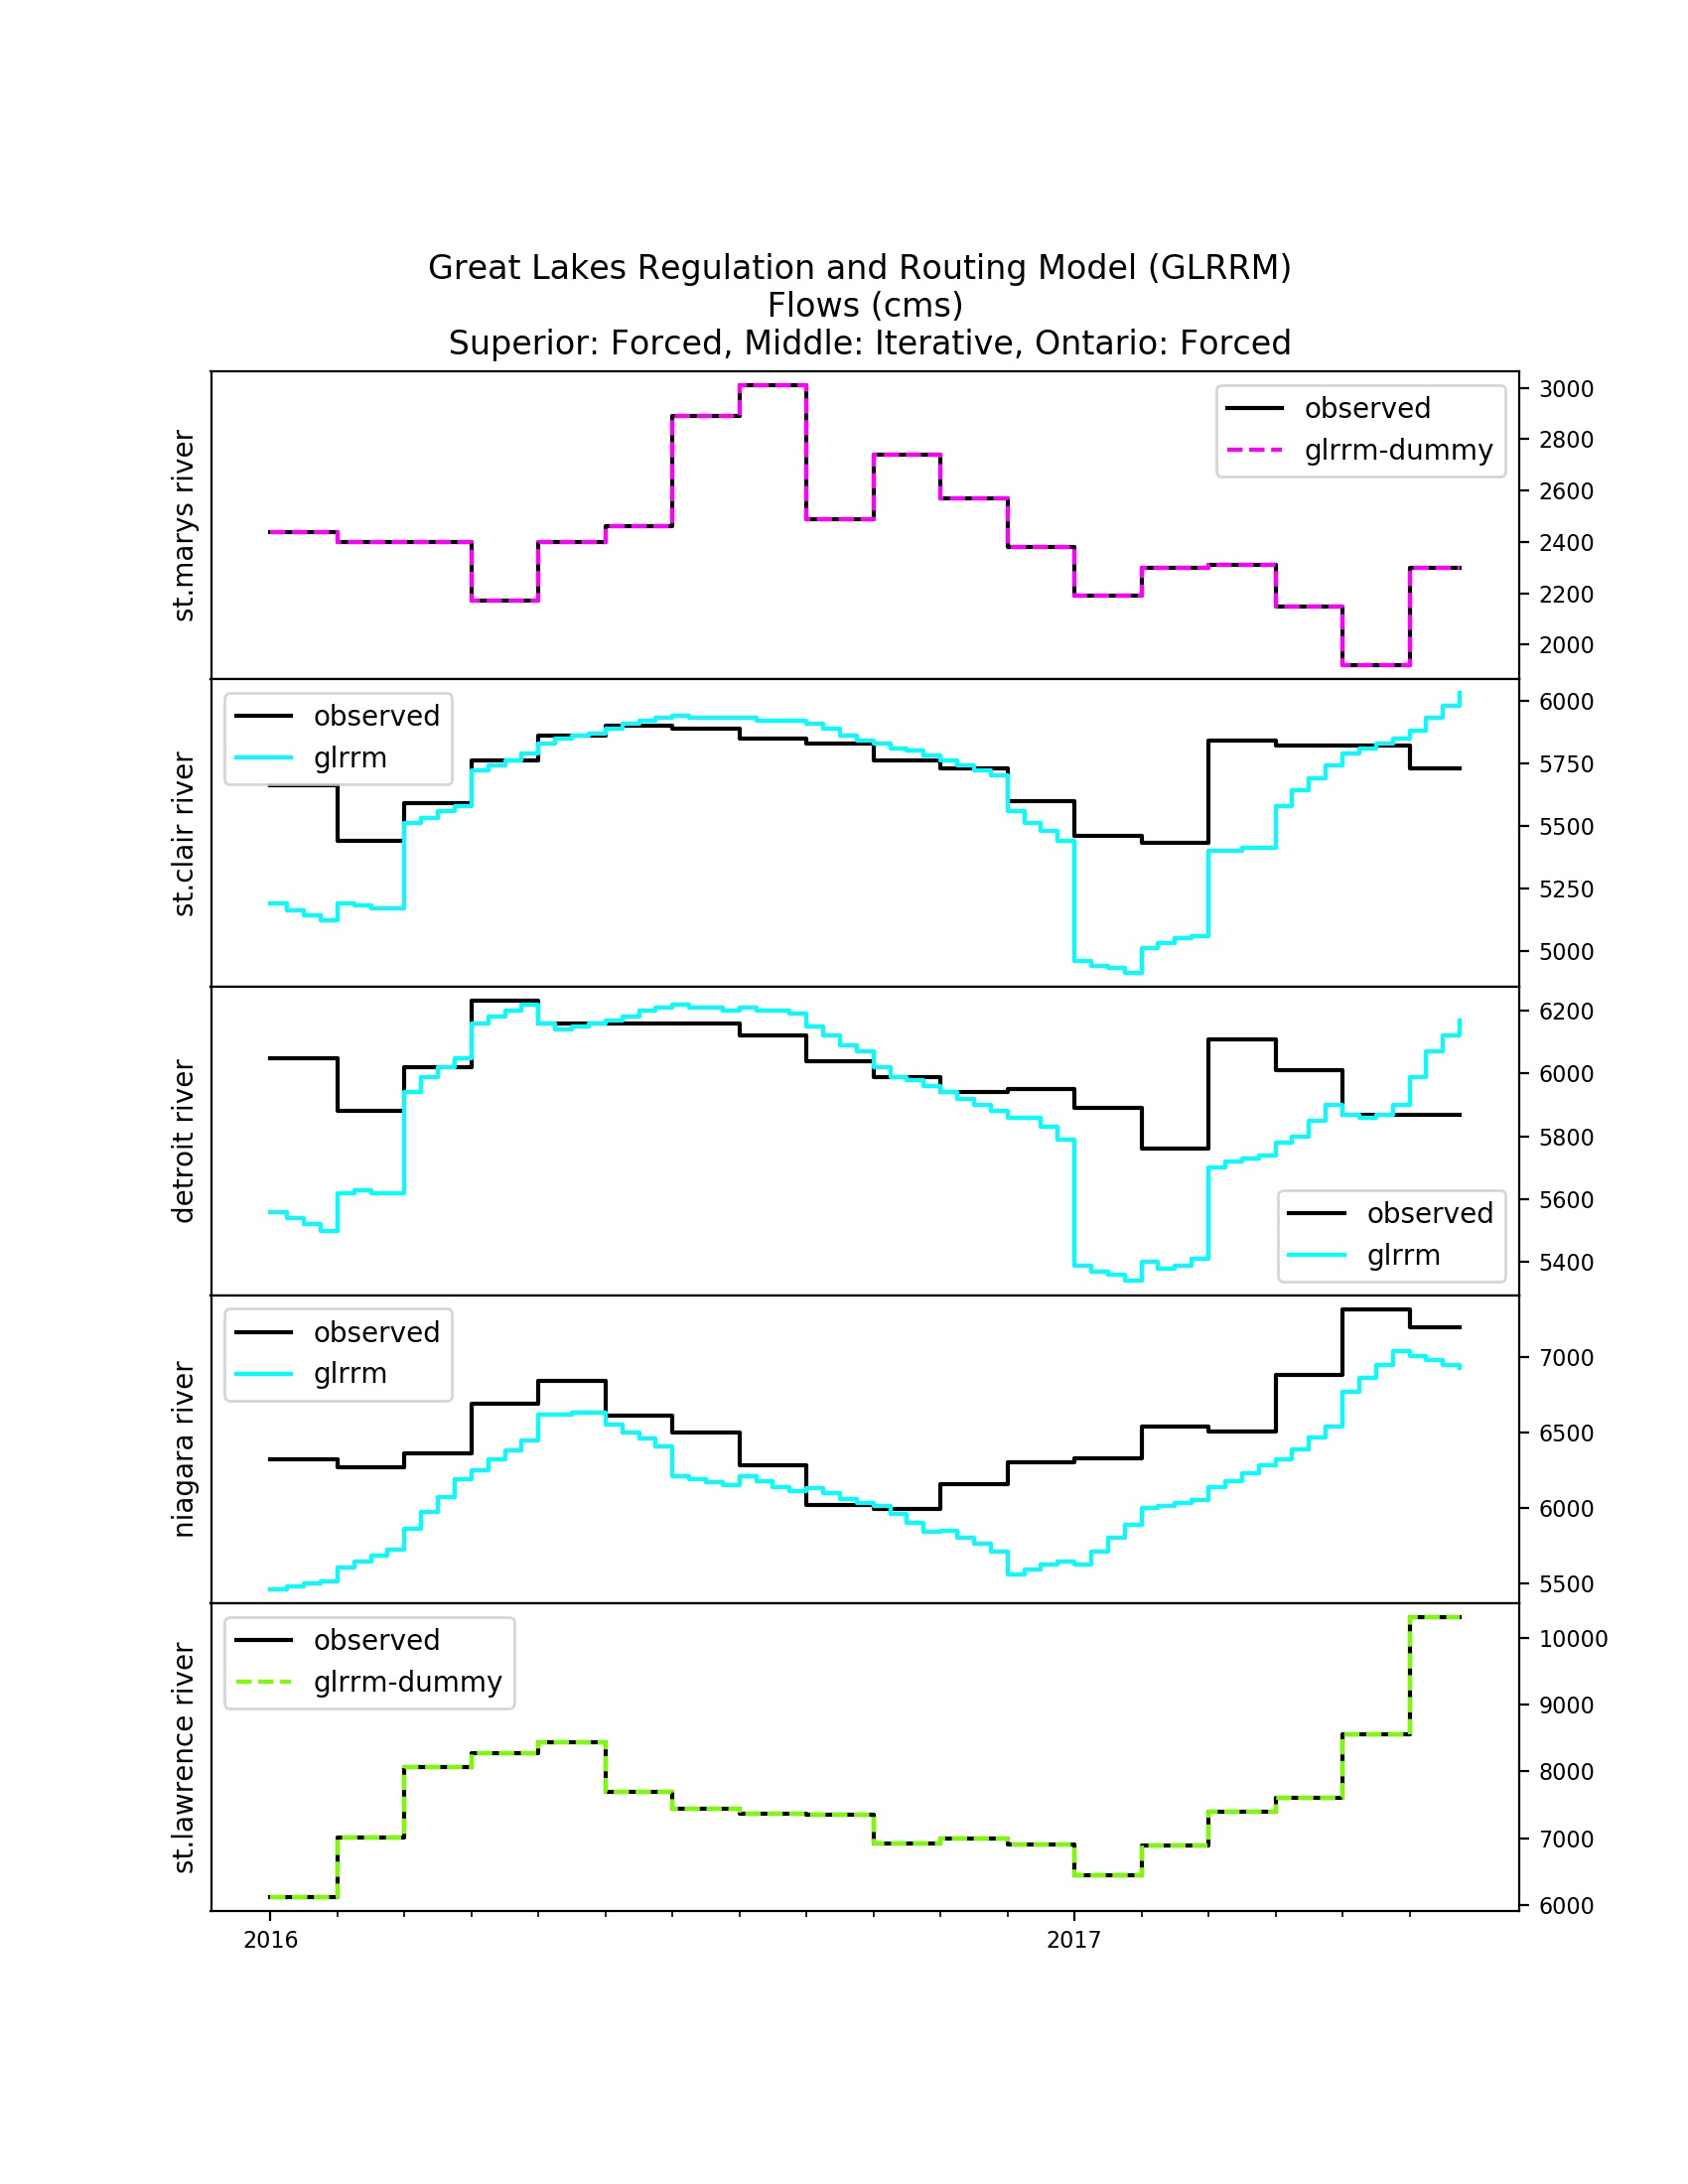 Great Lakes Regulation and Routing Model (GLRRM)
Flows (cms)
Superior: Forced, Middle: Iterative, Ontario: Forced
st.marys river
observed
glrrm-dummy
3000
2800
2600
2400
2200
2000
st.clair river
observed
glrrm
6000
5750
5500
5250
5000
detroit river
observed
glrrm
6200
6000
5800
5600
5400
niagara river
observed
glrrm
7000
6500
6000
5500
st.lawrence river
observed
glrrm-dummy
10000
9000
8000
7000
6000
2016
2017